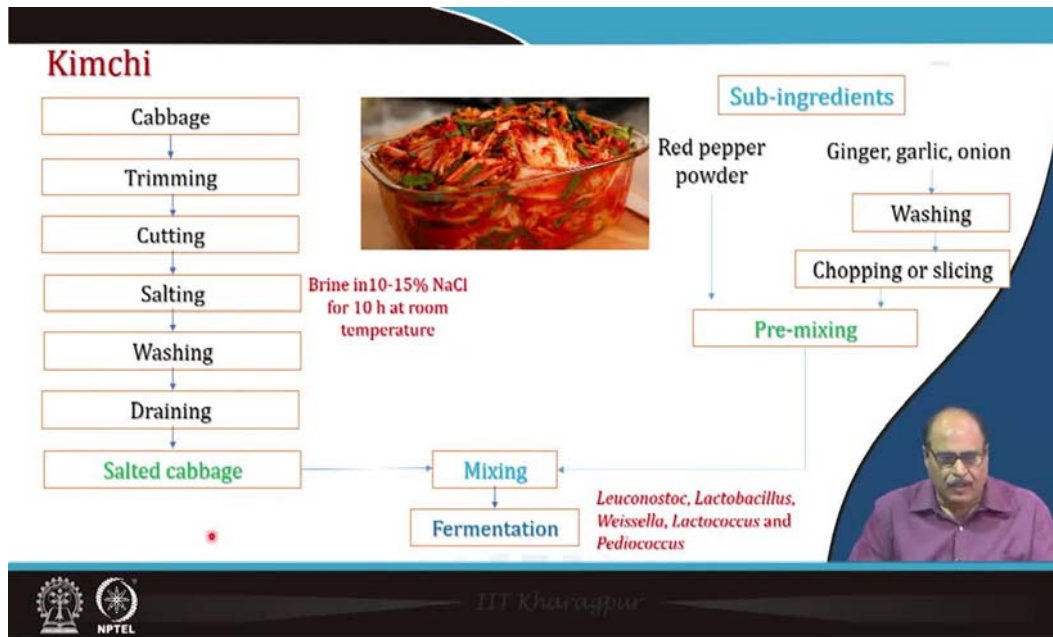 Kimchi
Cabbage
Trimming
Cutting
Salting
Washing
Draining
Salted cabbage
Brine in10-15% NaCl
for 10 h at room
temperature
Sub-ingredients
Red pepper
powder
Ginger, garlic, onion
Washing
Chopping or slicing
Pre-mixing
Mixing
Fermentation
Leuconostoc, Lactobacillus,
Weissella, Lactococcus and
Pediococcus
NPTEL
IIT Kharagpur